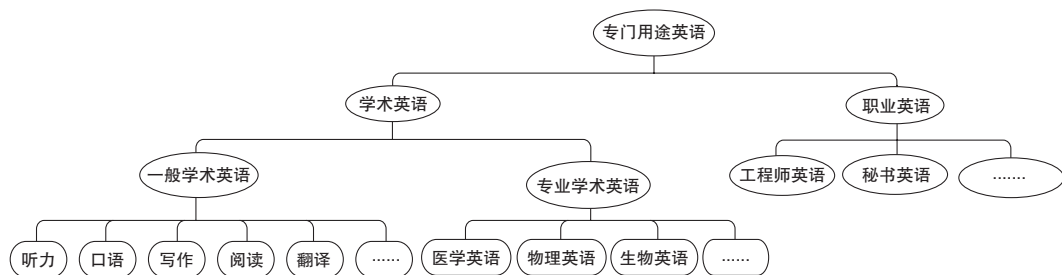 专门用途英语
学术英语
职业英语
一般学术英语
专业学术英语
工程师英语
秘书英语
.......
听力
口语
写作
阅读
翻译
......
医学英语
物理英语
生物英语
......